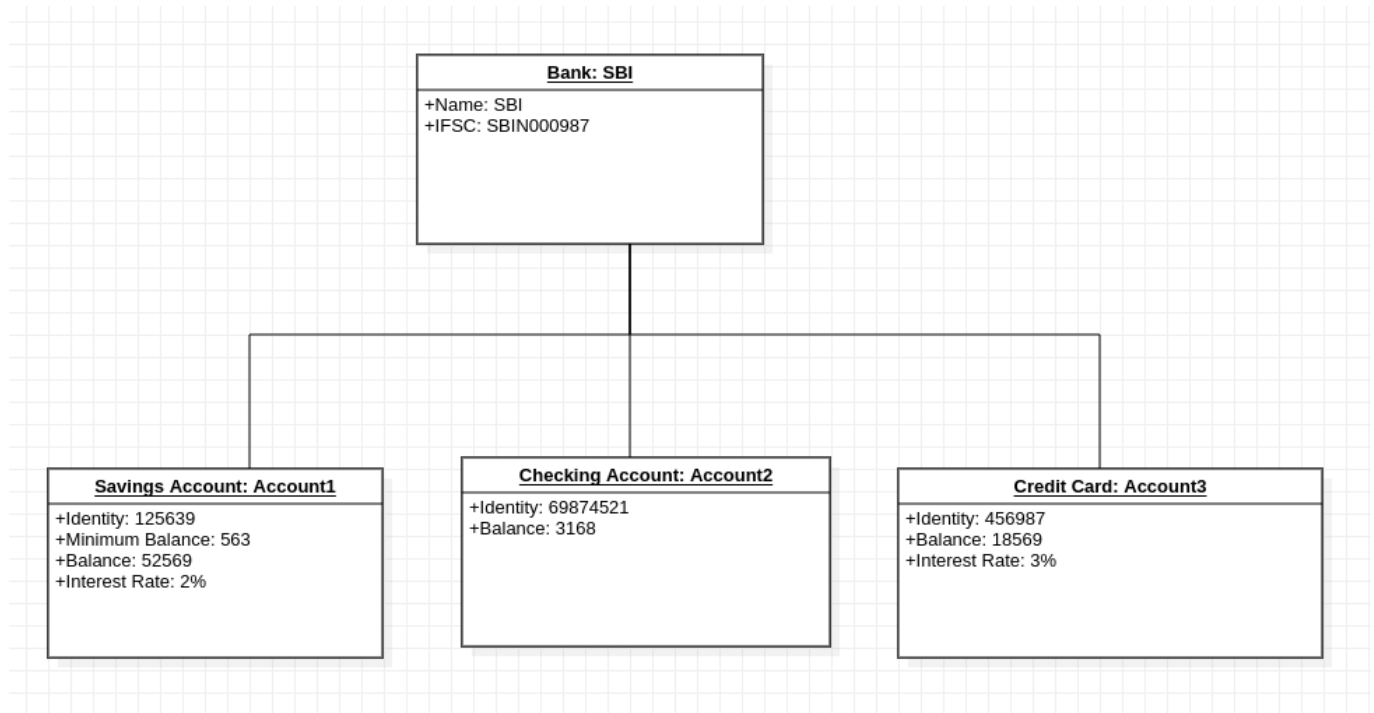 Bank: SBI
+Name: SBI
+IFSC: SBIN000987
Savings Account: Account1
+Identity: 125639
+Minimum Balance: 563
+Balance: 52569
+Interest Rate: 2%
Checking Account: Account2
+Identity: 69874521
+Balance: 3168
Credit Card: Account3
+Identity: 456987
+Balance: 18569
+Interest Rate: 3%